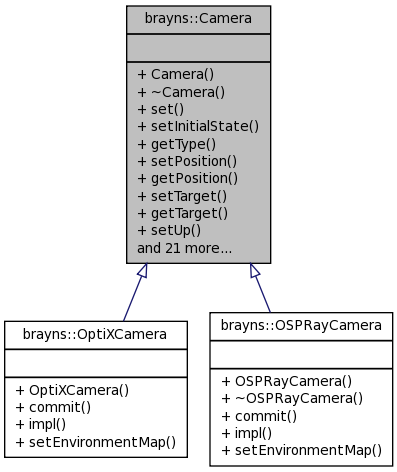 brayns::Camera
+ Camera()
+ ~Camera()
+ set()
+ setInitialState()
+ getType()
+ setPosition()
+ getPosition()
+ setTarget()
+ getTarget()
+ setUp()
and 21 more...
brayns::OptiXCamera
+ OptiXCamera()
+ commit()
+ impl()
+ setEnvironmentMap()
brayns::OSPRayCamera
+ OSPRayCamera()
+ ~OSPRayCamera()
+ commit()
+ impl()
+ setEnvironmentMap()